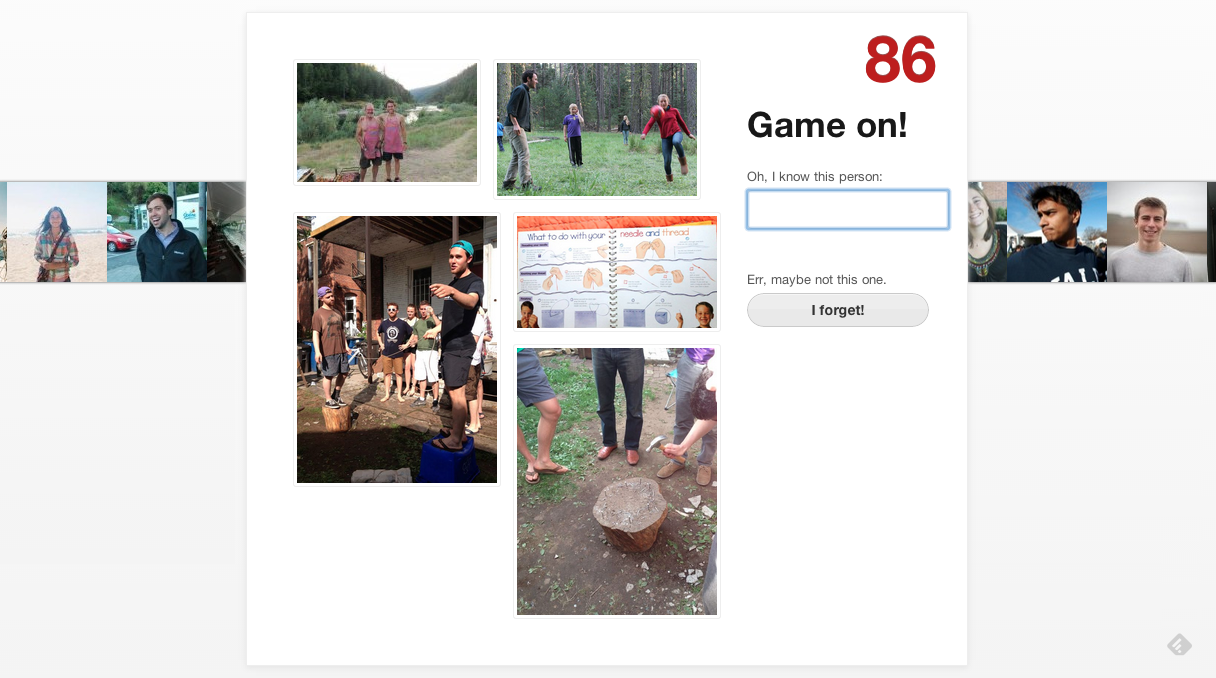 86
Game on!
Oh, I know this person:
What to do with your needle and thread
Err, maybe not this one.
I forget!